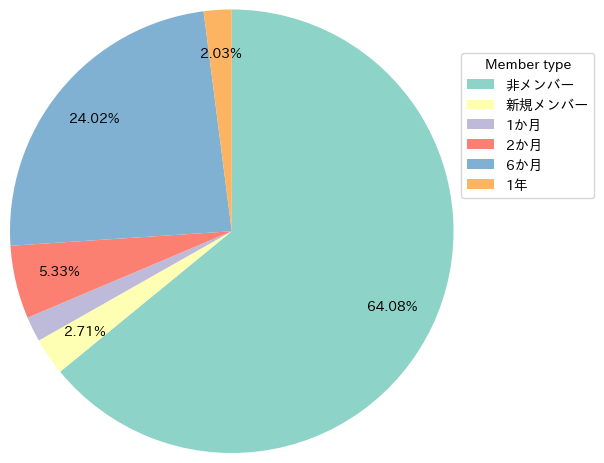 2.03%
24.02%
5.33%
2.71%
64.08%
Member type
非メンバー
新規メンバー
1か月
2か月
6か月
1年